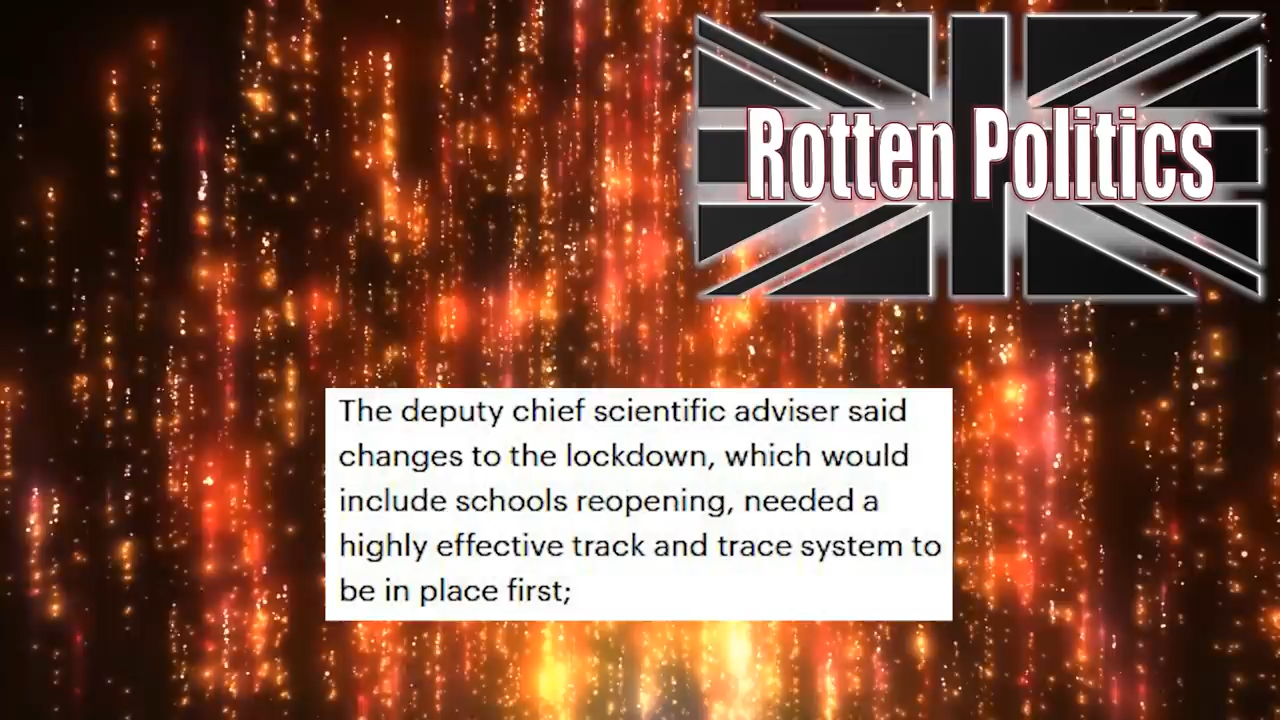 Rotten Politics
The deputy chief scientific adviser said
changes to the lockdown, which would
include schools reopening, needed a
highly effective track and trace system to
be in place first;